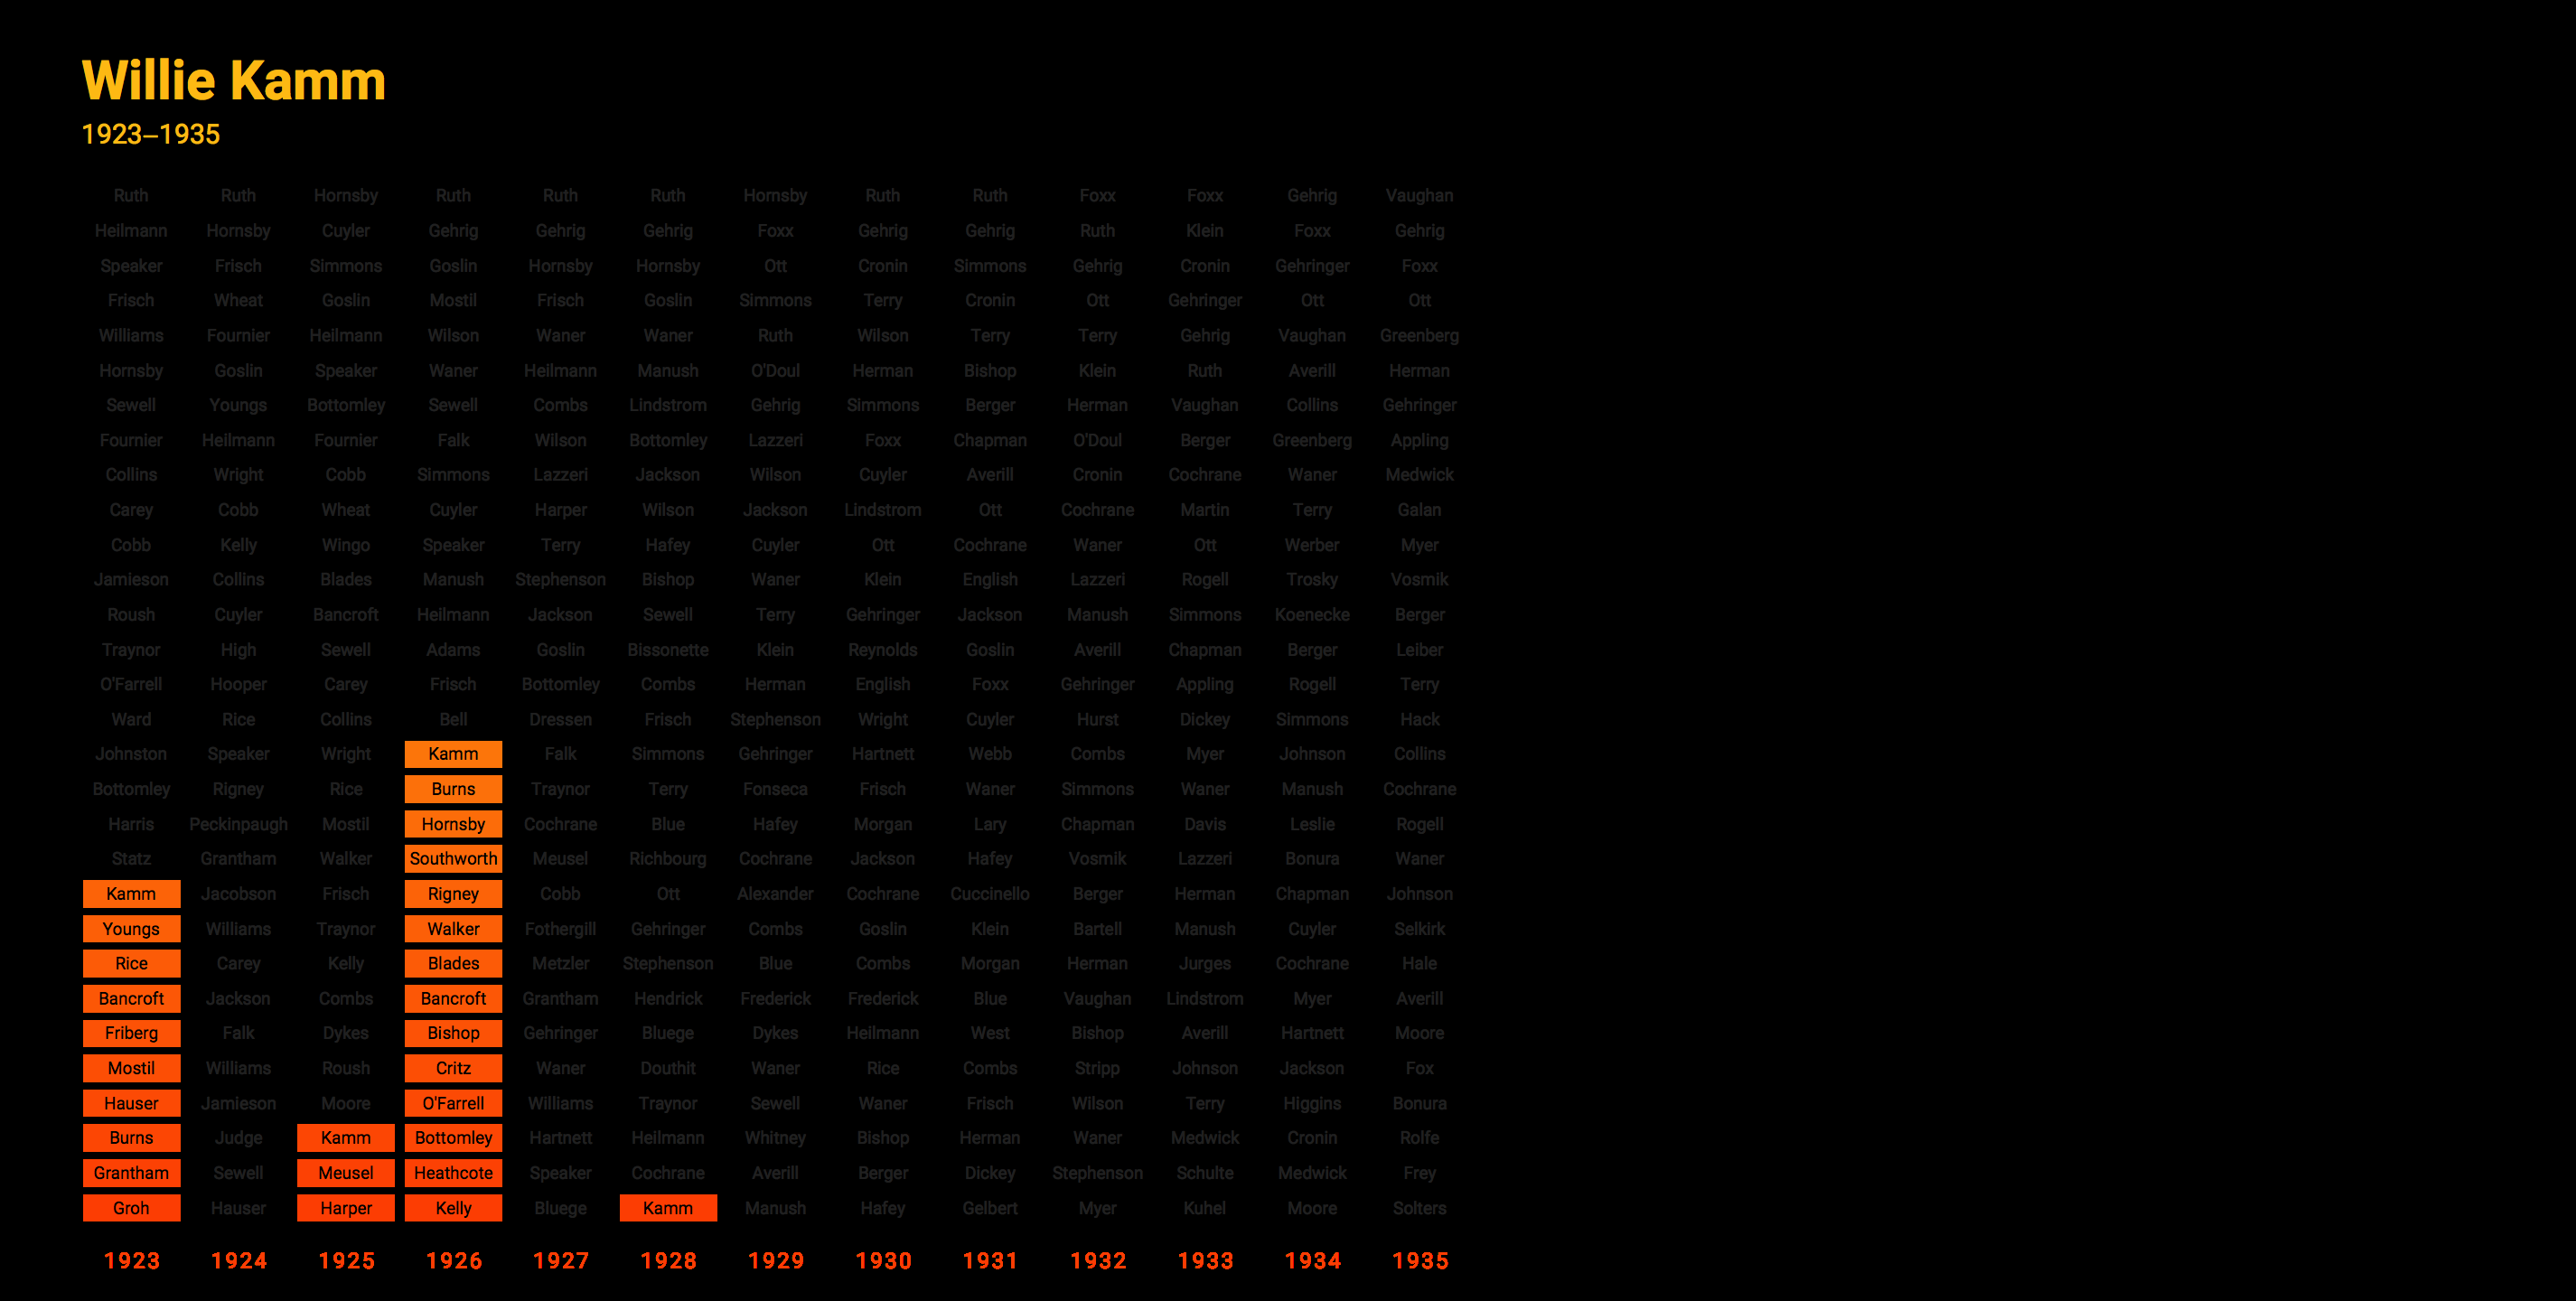 Willie Kamm
1923–1935
Ruth Ruth Hornsby Ruth Ruth Ruth Hornsby Ruth Ruth Foxx Foxx Gehrig Vaughan
Heilmann Hornsby Cuyler Gehrig Gehrig Gehrig Foxx Gehrig Gehrig Ruth Klein Foxx Gehrig
Speaker Frisch Simmons Goslin Hornsby Hornsby Ott Cronin Simmons Gehrig Cronin Gehringer Foxx
Frisch Wheat Goslin Mostil Frisch Goslin Simmons Terry Cronin Ott Gehringer Ott Ott
Williams Fournier Heilmann Wilson Waner Waner Ruth Wilson Terry Terry Gehrig Vaughan Greenberg
Hornsby Goslin Speaker Waner Heilmann Manush O'Doul Herman Bishop Klein Ruth Averill Herman
Sewell Youngs Bottomley Sewell Combs Lindstrom Gehrig Simmons Berger Herman Vaughan Collins Gehringer
Fournier Heilmann Fournier Falk Wilson Bottomley Lazzeri Foxx Chapman O'Doul Berger Greenberg Appling
Collins Wright Cobb Simmons Lazzeri Jackson Wilson Cuyler Averill Cronin Cochrane Waner Medwick
Carey Cobb Wheat Cuyler Harper Wilson Jackson Lindstrom Ott Cochrane Martin Terry Galan
Cobb Kelly Wingo Speaker Terry Hafey Cuyler Ott Cochrane Waner Ott Werber Myer
Jamieson Collins Blades Manush Stephenson Bishop Waner Klein English Lazzeri Rogell Trosky Vosmik
Roush Cuyler Bancroft Heilmann Jackson Sewell Terry Gehringer Jackson Manush Simmons Koenecke Berger
Traynor High Sewell Adams Goslin Bissonette Klein Reynolds Goslin Averill Chapman Berger Leiber
O'Farrell Hooper Carey Frisch Bottomley Combs Herman English Foxx Gehringer Appling Rogell Terry
Ward Rice Collins Bell Dressen Frisch Stephenson Wright Cuyler Hurst Dickey Simmons Hack
Johnston Speaker Wright Kamm Falk Simmons Gehringer Hartnett Webb Combs Myer Johnson Collins
Bottomley Rigney Rice Burns Traynor Terry Fonseca Frisch Waner Simmons Waner Manush Cochrane
Harris Peckinpaugh Mostil Hornsby Cochrane Blue Hafey Morgan Lary Chapman Davis Leslie Rogell
Statz Grantham Walker Southworth Meusel Richbourg Cochrane Jackson Hafey Vosmik Lazzeri Bonura Waner
Kamm Jacobson Frisch Rigney Cobb Ott Alexander Cochrane Cuccinello Berger Herman Chapman Johnson
Youngs Williams Traynor Walker Fothergill Gehringer Combs Goslin Klein Bartell Manush Cuyler Selkirk
Rice Carey Kelly Blades Metzler Stephenson Blue Combs Morgan Herman Jurges Cochrane Hale
Bancroft Jackson Combs Bancroft Grantham Hendrick Frederick Frederick Blue Vaughan Lindstrom Myer Averill
Friberg Falk Dykes Bishop Gehringer Bluege Dykes Heilmann West Bishop Averill Hartnett Moore
Mostil Williams Roush Critz Waner Douthit Waner Rice Combs Stripp Johnson Jackson Fox
Hauser Jamieson Moore O'Farrell Williams Traynor Sewell Waner Frisch Wilson Terry Higgins Bonura
Burns Judge Kamm Bottomley Hartnett Heilmann Whitney Bishop Herman Waner Medwick Cronin Rolfe
Grantham Sewell Meusel Heathcote Speaker Cochrane Averill Berger Dickey Stephenson Schulte Medwick Frey
Groh Hauser Harper Kelly Bluege Kamm Manush Hafey Gelbert Myer Kuhel Moore Solters
1923 1924 1925 1926 1927 1928 1929 1930 1931 1932 1933 1934 1935